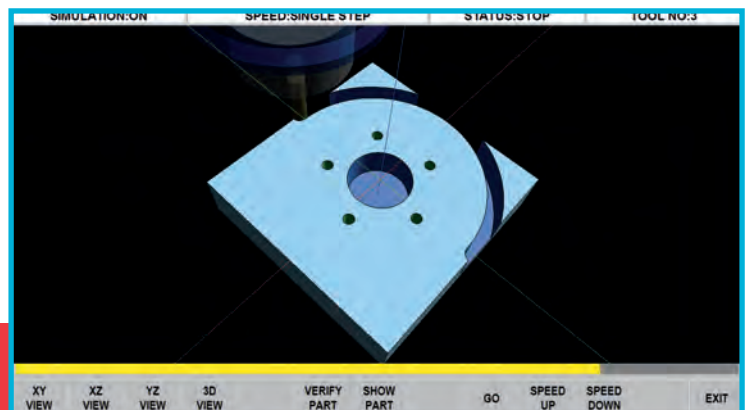 SIMULATION:ON SPEED:SINGLE STEP STATUS:STOP TOOL NO:3
XY VIEW
XZ VIEW
YZ VIEW
3D VIEW
VERIFY PART
SHOW PART
GO
SPEED UP
SPEED DOWN
EXIT